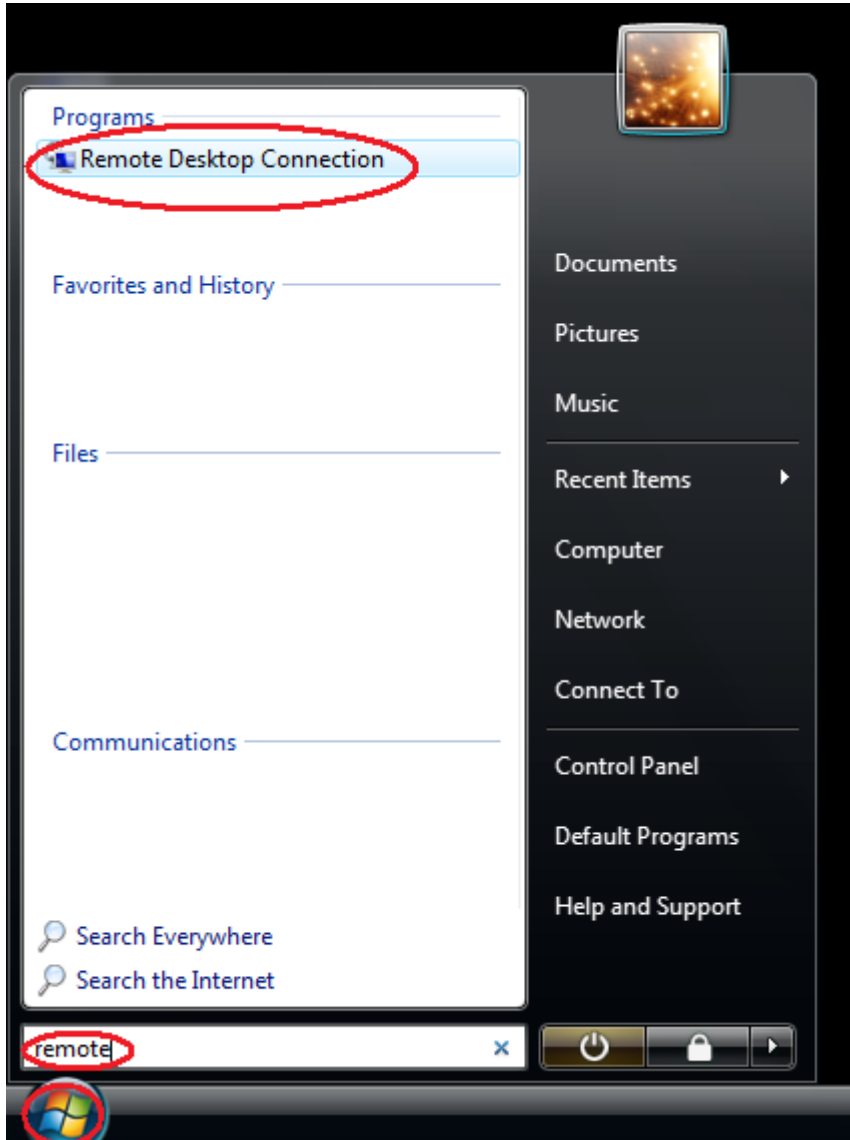 Programs
Remote Desktop Connection
Favorites and History
Files
Communications
Search Everywhere
Search the Internet
remote
Documents
Pictures
Music
Recent Items
Computer
Network
Connect To
Control Panel
Default Programs
Help and Support